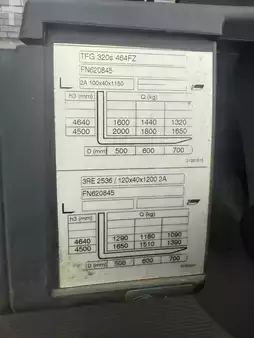 TFG 320s 464FZ
FN620845
2A 100x40x1150
h3 (mm) Q (kg)
4640 1600 1440 1320
4500 2000 1800 1650
D (mm) 500 600 700
3RE 2536 / 120x40x1200 2A
FN620845
h3 (mm) Q (kg)
4640 1290 1180 1090
4500 1650 1510 1390
D (mm) 500 600 700